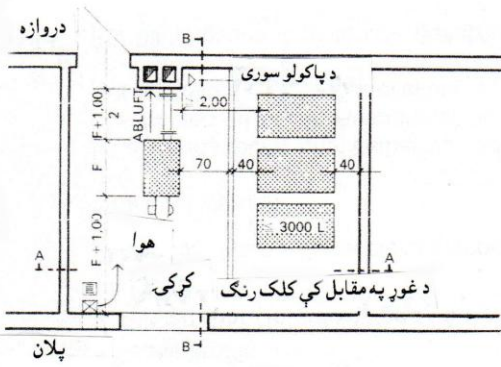 دروازه
B
د پاکولو سوری
ABLUFT
2,00
F+1,00
2
F
70
40
40
≤ 3000 L
F+1,00
هوا
A
A
کړکۍ
د غوړ په مقابل کې کلک رنګ
B
پلان